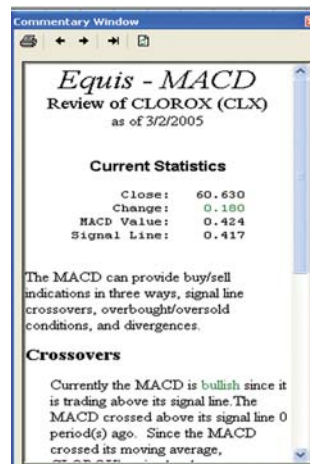 Commentary Window
Equis - MACD
Review of CLOROX (CLX)
as of 3/2/2005
Current Statistics
Close: 60.630
Change: 0.180
MACD Value: 0.424
Signal Line: 0.417
The MACD can provide buy/sell
indications in three ways, signal line
crossovers, overbought/oversold
conditions, and divergences.
Crossovers
Currently the MACD is bullish since it
is trading above its signal line.The
MACD crossed above its signal line 0
period(s) ago. Since the MACD
crossed its moving average,